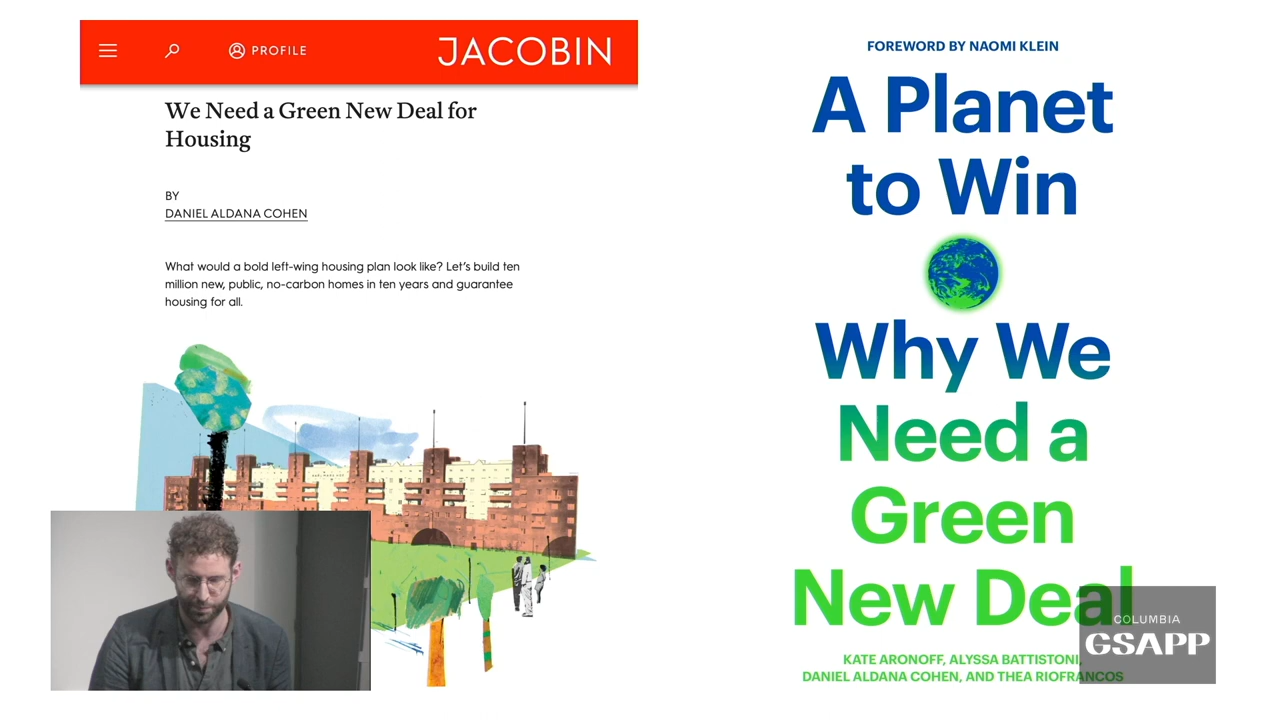 PROFILE
JACOBIN
We Need a Green New Deal for
Housing
BY
DANIEL ALDANA COHEN
What would a bold left-wing housing plan look like? Let's build ten
million new, public, no-carbon homes in ten years and guarantee
housing for all.
FOREWORD BY NAOMI KLEIN
A Planet
to Win
Why We
Need a
Green
New Deal
KATE ARONOFF, ALYSSA BATTISTONI,
DANIEL ALDANA COHEN, AND THEA RIOFRANCOS
COLUMBIA
GSAPP